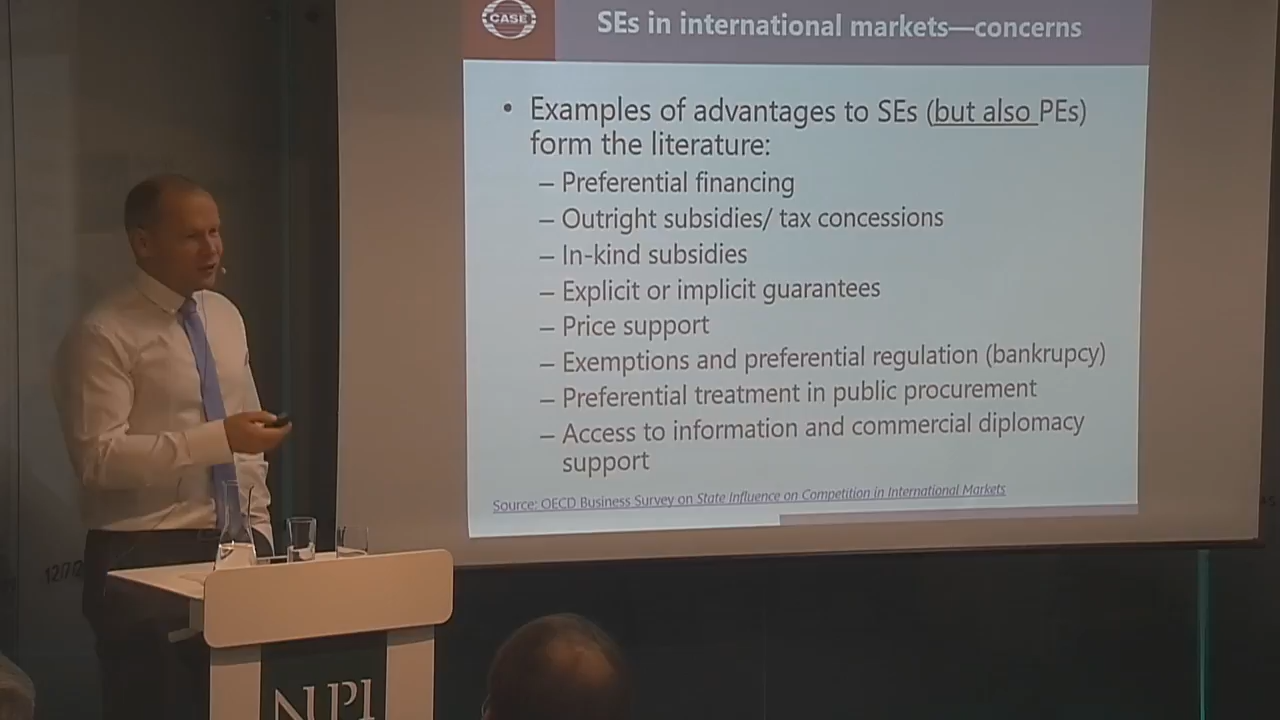 CASE
SEs in international markets—concerns
• Examples of advantages to SEs (but also PEs)
form the literature:
– Preferential financing
– Outright subsidies/ tax concessions
– In-kind subsidies
– Explicit or implicit guarantees
– Price support
– Exemptions and preferential regulation (bankrupcy)
– Preferential treatment in public procurement
– Access to information and commercial diplomacy
support
Source: OECD Business Survey on State Influence on Competition in International Markets
NUPI